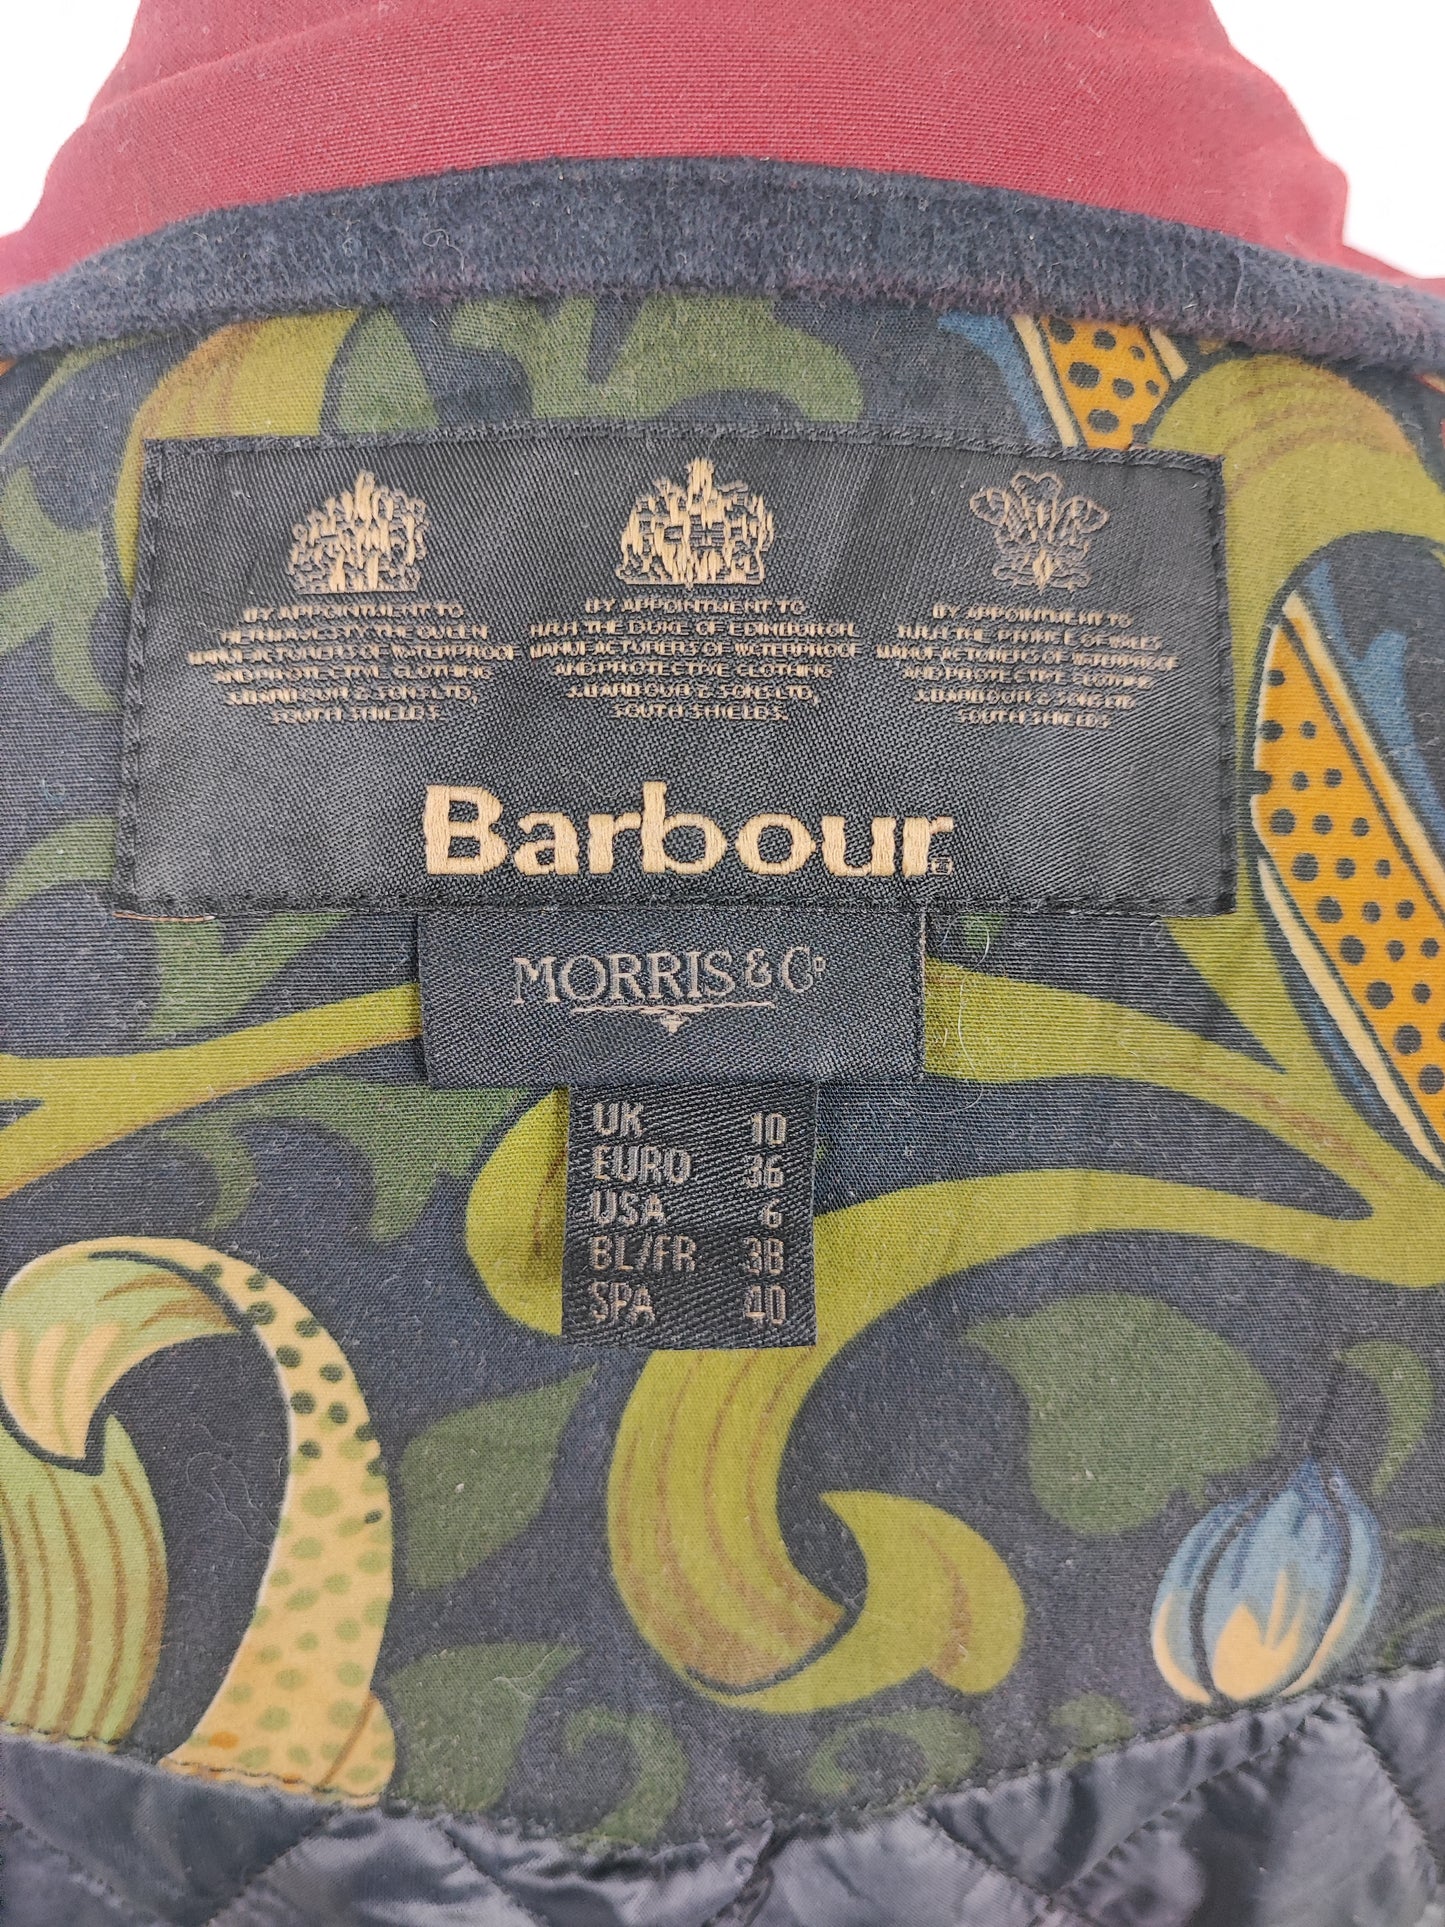 BY APPOINTMENT TO
HER MAJESTY THE QUEEN
MANUFACTURERS OF WATERPROOF
AND PROTECTIVE CLOTHING
J.BARBOUR & SONS LTD,
SOUTH SHIELDS.
BY APPOINTMENT TO
H.R.H THE DUKE OF EDINBURGH,
MANUFACTURERS OF WATERPROOF
AND PROTECTIVE CLOTHING
J.BARBOUR & SONS LTD,
SOUTH SHIELDS.
BY APPOINTMENT TO
H.R.H THE PRINCE OF WALES
MANUFACTURERS OF WATERPROOF
AND PROTECTIVE CLOTHING
J.BARBOUR & SONS LTD
SOUTH SHIELDS
Barbour
MORRIS & Co
UK 10
EURO 36
USA 6
BL/FR 38
SPA 40